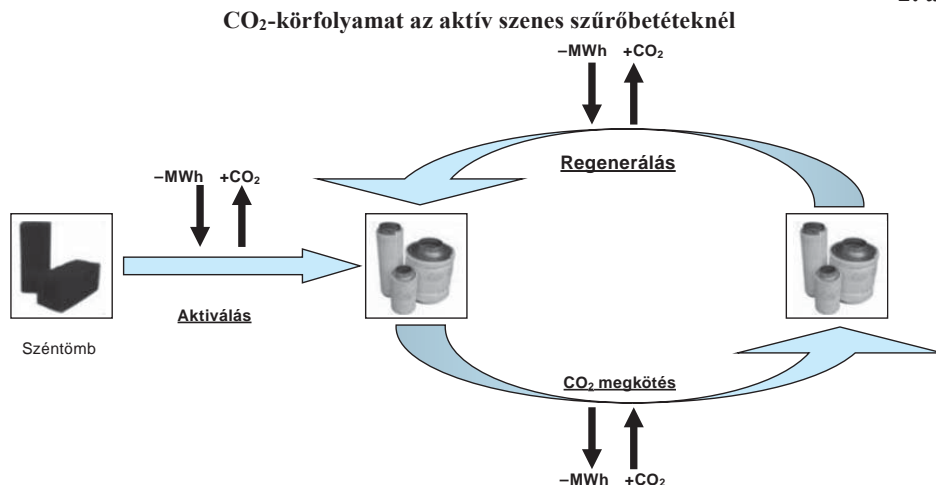 CO₂-körfolyamat az aktív szenes szűrőbetéteknél
–MWh +CO₂
Regenerálás
–MWh +CO₂
Aktiválás
Széntömb
CO₂ megkötés
–MWh +CO₂